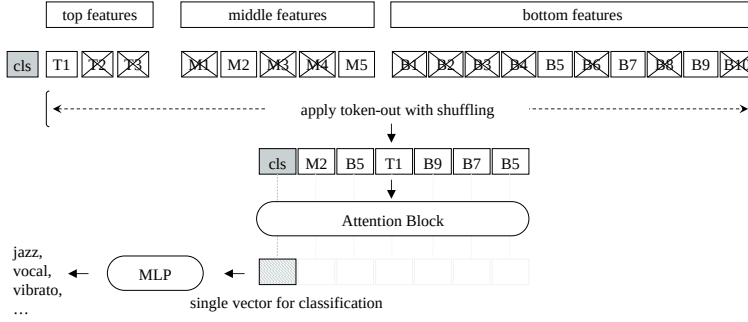 top features middle features bottom features
cls T1 T2 T3 M1 M2 M3 M4 M5 B1 B2 B3 B4 B5 B6 B7 B8 B9 B10
apply token-out with shuffling
cls M2 B5 T1 B9 B7 B5
Attention Block
jazz,
vocal,
vibrato,
…
MLP
single vector for classification